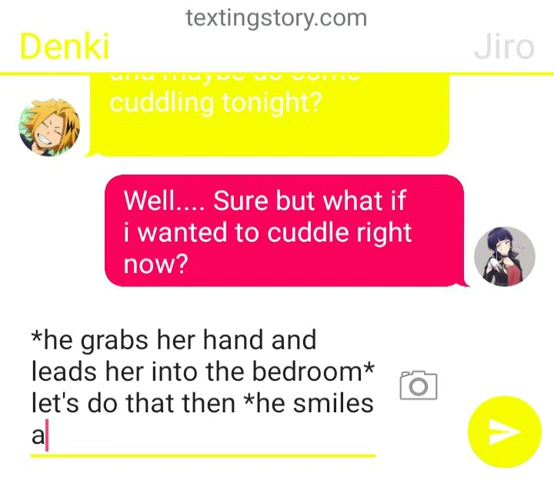 textingstory.com
Denki
Jiro
cuddling tonight?
Well.... Sure but what if
i wanted to cuddle right
now?
*he grabs her hand and
leads her into the bedroom*
let's do that then *he smiles
a